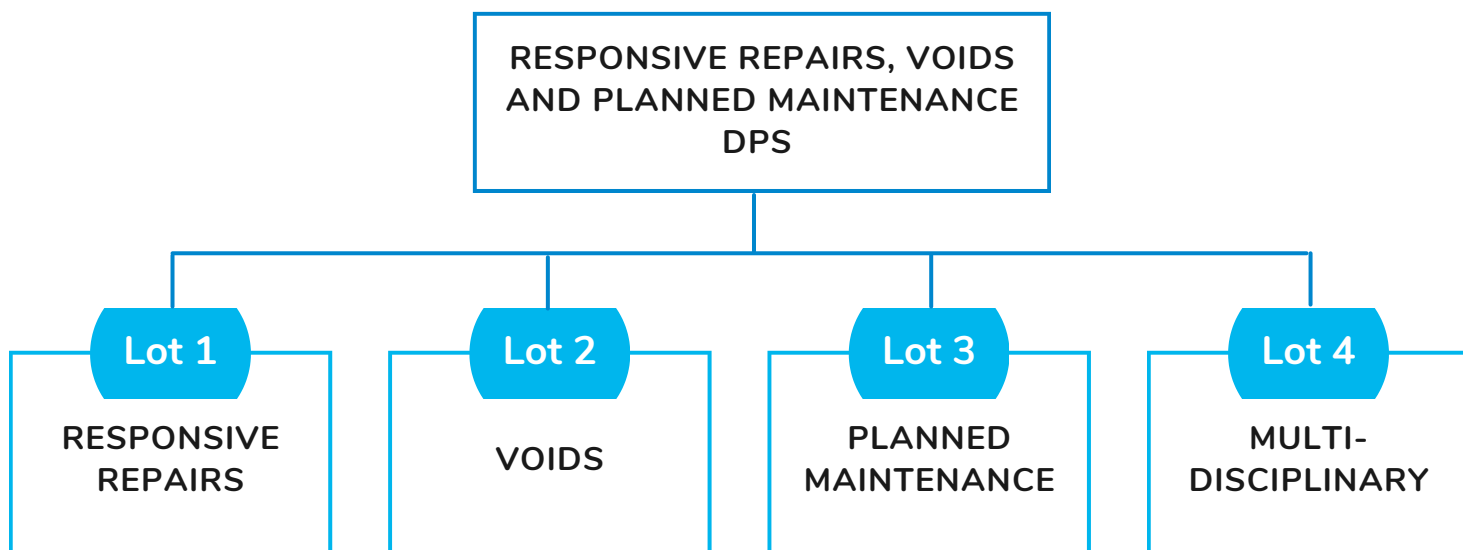 RESPONSIVE REPAIRS, VOIDS
AND PLANNED MAINTENANCE
DPS
Lot 1
RESPONSIVE
REPAIRS
Lot 2
VOIDS
Lot 3
PLANNED
MAINTENANCE
Lot 4
MULTI-
DISCIPLINARY